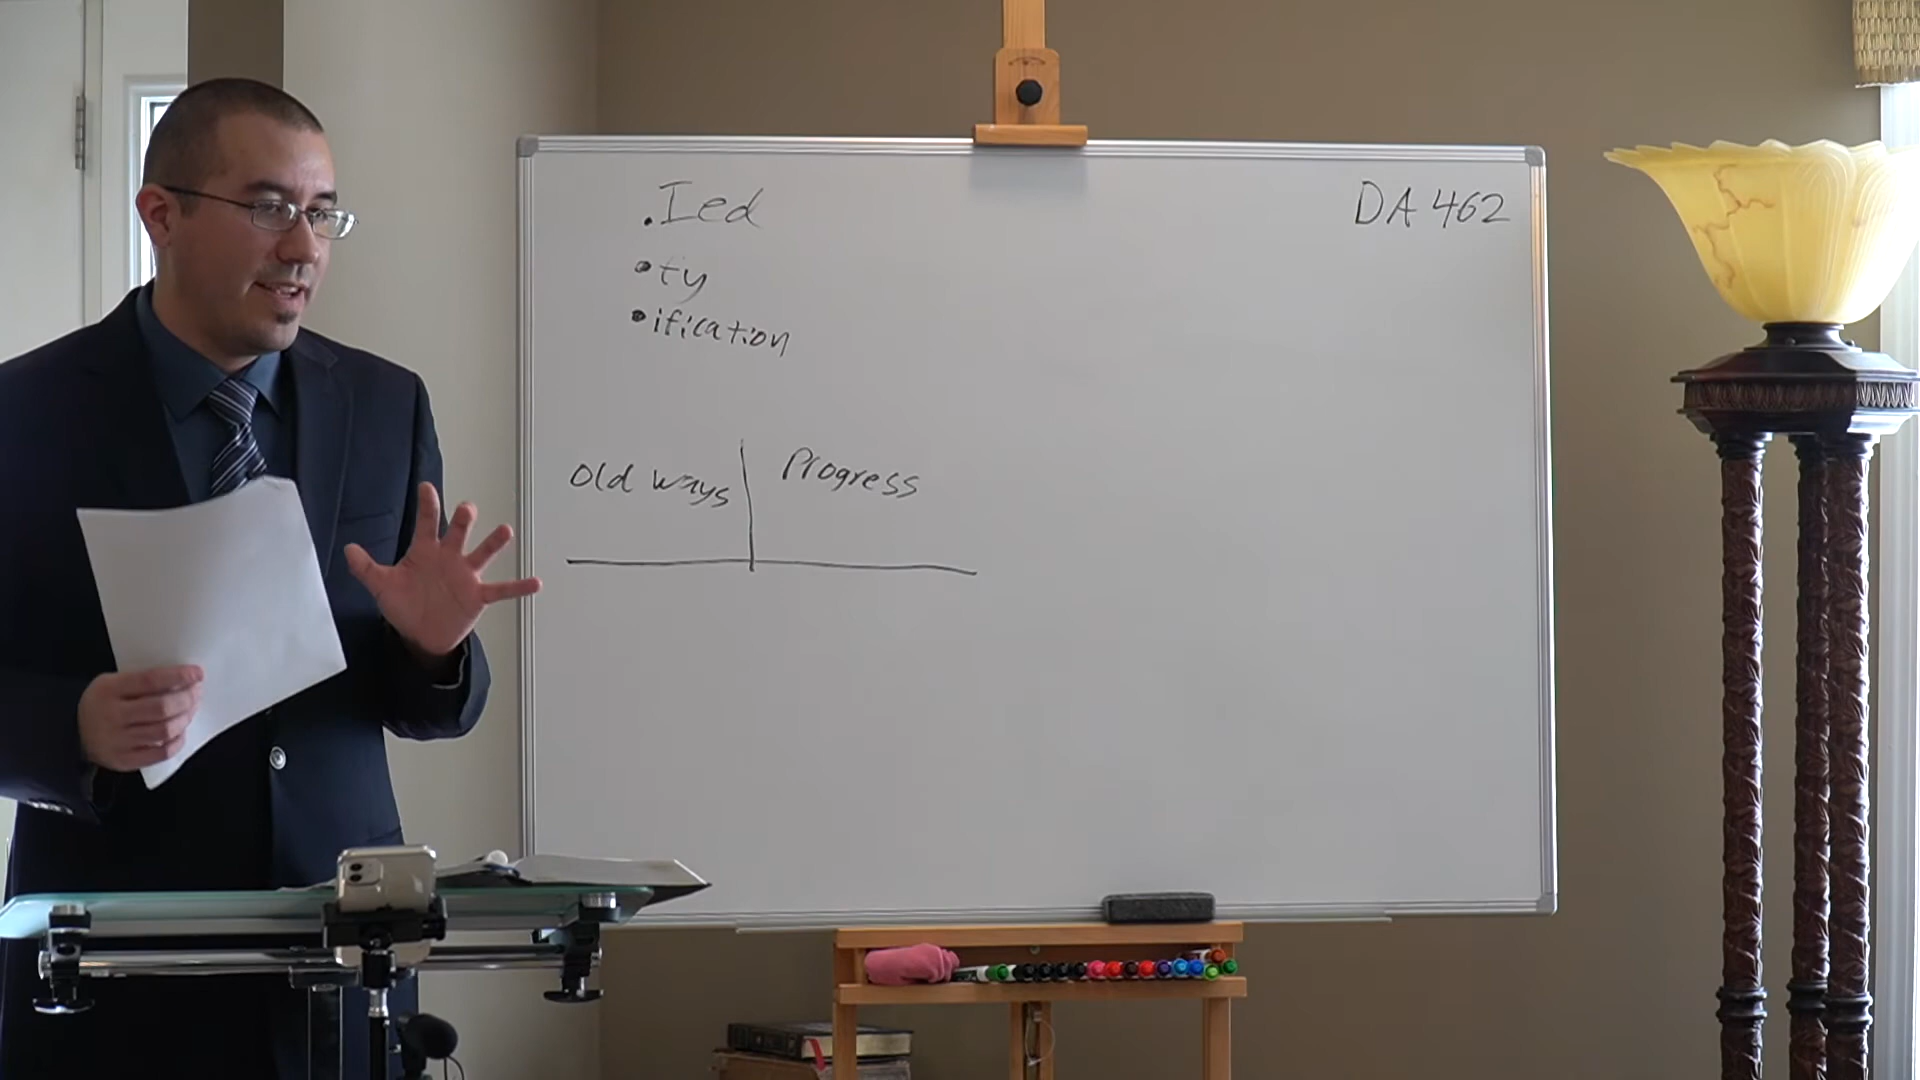 .Ied
DA 462
•ty
•ification
Old ways
Progress